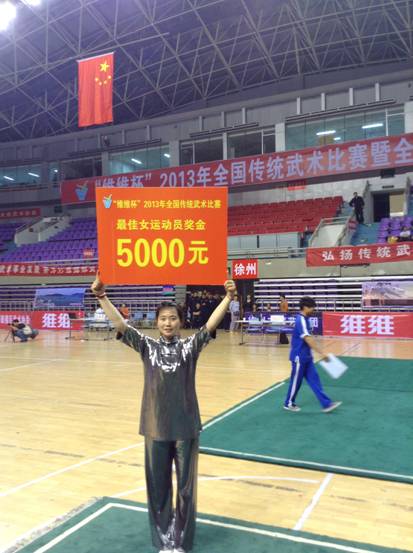 "维维杯"2013年全国传统武术比赛暨全
"维维杯"2013年全国传统武术比赛
最佳女运动员奖金
5000元
徐州
弘扬传统武
维维
维维